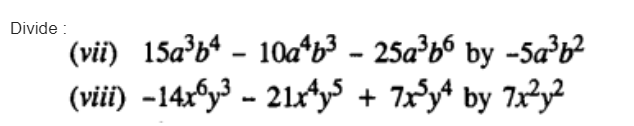 Divide :
(vii) 15a³b⁴ – 10a⁴b³ – 25a³b⁶ by –5a³b²
(viii) –14x⁶y³ – 21x⁴y⁵ + 7x⁵y⁴ by 7x²y²